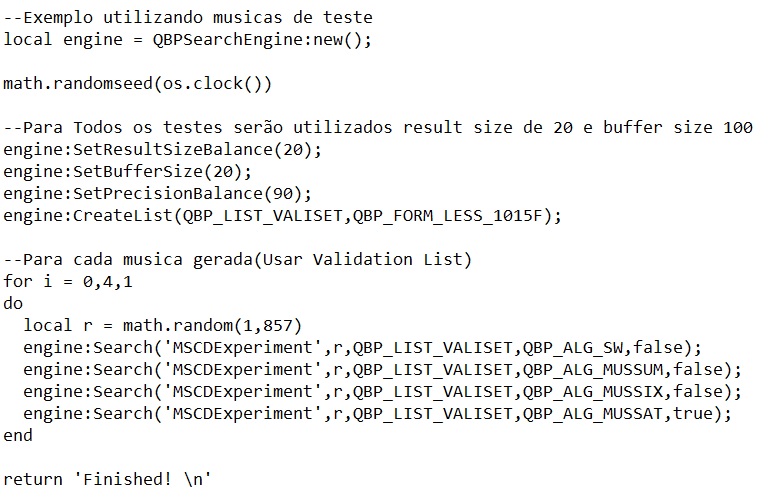 --Exemplo utilizando musicas de teste
local engine = QBPSearchEngine:new();
math.randomseed(os.clock())
--Para Todos os testes serão utilizados result size de 20 e buffer size 100
engine:SetResultSizeBalance(20);
engine:SetBufferSize(20);
engine:SetPrecisionBalance(90);
engine:CreateList(QBP_LIST_VALISET,QBP_FORM_LESS_1015F);
--Para cada musica gerada(Usar Validation List)
for i = 0,4,1
do
  local r = math.random(1,857)
  engine:Search('MSCDExperiment',r,QBP_LIST_VALISET,QBP_ALG_SW,false);
  engine:Search('MSCDExperiment',r,QBP_LIST_VALISET,QBP_ALG_MUSSUM,false);
  engine:Search('MSCDExperiment',r,QBP_LIST_VALISET,QBP_ALG_MUSSIX,false);
  engine:Search('MSCDExperiment',r,QBP_LIST_VALISET,QBP_ALG_MUSSAT,true);
end
return 'Finished! \n'